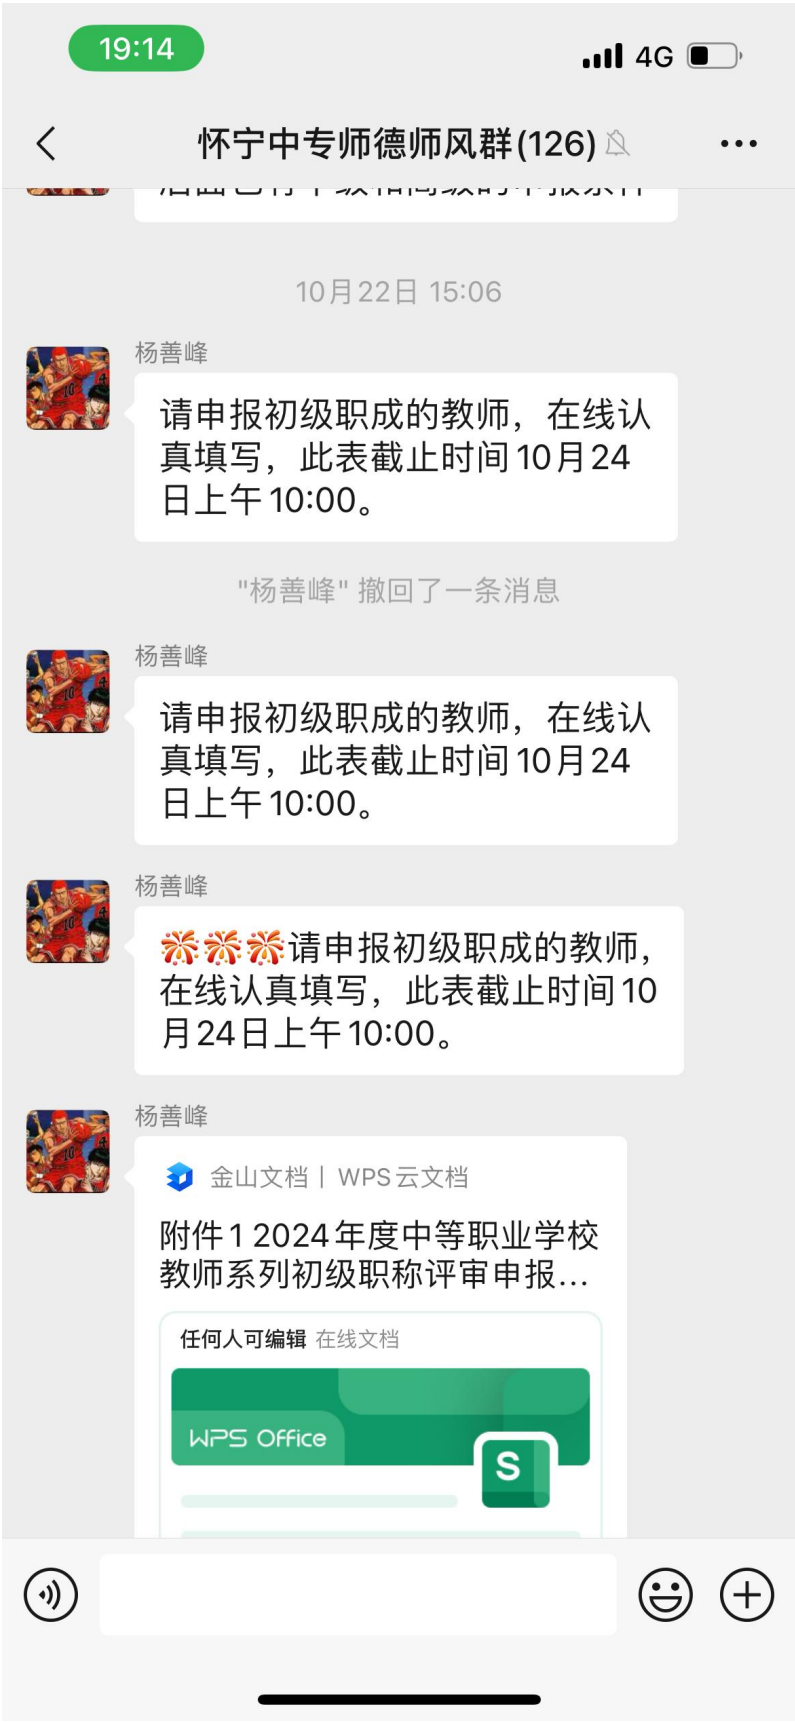 19:14
4G
怀宁中专师德师风群(126)
10月22日 15:06
杨善峰
请申报初级职成的教师，在线认
真填写，此表截止时间10月24
日上午10:00。
"杨善峰" 撤回了一条消息
杨善峰
请申报初级职成的教师，在线认
真填写，此表截止时间10月24
日上午10:00。
杨善峰
🎆🎆🎆请申报初级职成的教师，
在线认真填写，此表截止时间10
月24日上午10:00。
杨善峰
金山文档 | WPS云文档
附件1 2024年度中等职业学校
教师系列初级职称评审申报...
任何人可编辑 在线文档
WPS Office
S